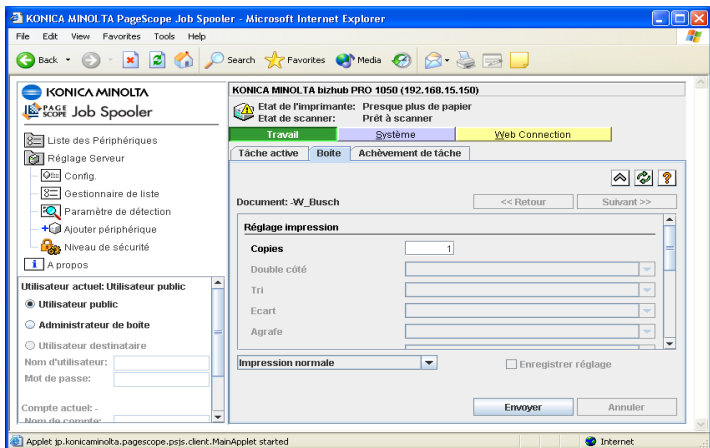 KONICA MINOLTA PageScope Job Spooler - Microsoft Internet Explorer
File Edit View Favorites Tools Help
Back Search Favorites Media
KONICA MINOLTA
PAGE SCOPE Job Spooler
Liste des Périphériques
Réglage Serveur
Config.
Gestionnaire de liste
Paramètre de détection
Ajouter périphérique
Niveau de sécurité
A propos
Utilisateur actuel: Utilisateur public
Utilisateur public
Administrateur de boîte
Utilisateur destinataire
Nom d'utilisateur:
Mot de passe:
Compte actuel: -
Nom de compte:
KONICA MINOLTA bizhub PRO 1050 (192.168.15.150)
Etat de l'imprimante: Presque plus de papier
Etat de scanner: Prêt à scanner
Travail Système Web Connection
Tâche active Boîte Achèvement de tâche
Document: -W_Busch << Retour Suivant >>
Réglage impression
Copies 1
Double côté
Tri
Ecart
Agrafe
Impression normale Enregistrer réglage
Envoyer Annuler
Applet jp.konicaminolta.pagescope.psjs.client.MainApplet started Internet